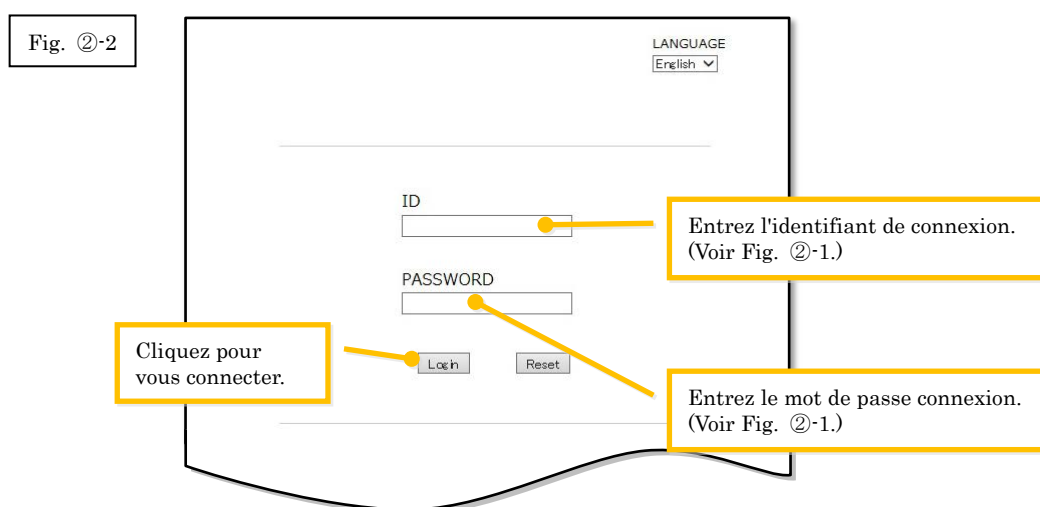 Fig. ②-2
LANGUAGE
English
ID
Entrez l'identifiant de connexion.
(Voir Fig. ②-1.)
PASSWORD
Cliquez pour
vous connecter.
Login
Reset
Entrez le mot de passe connexion.
(Voir Fig. ②-1.)